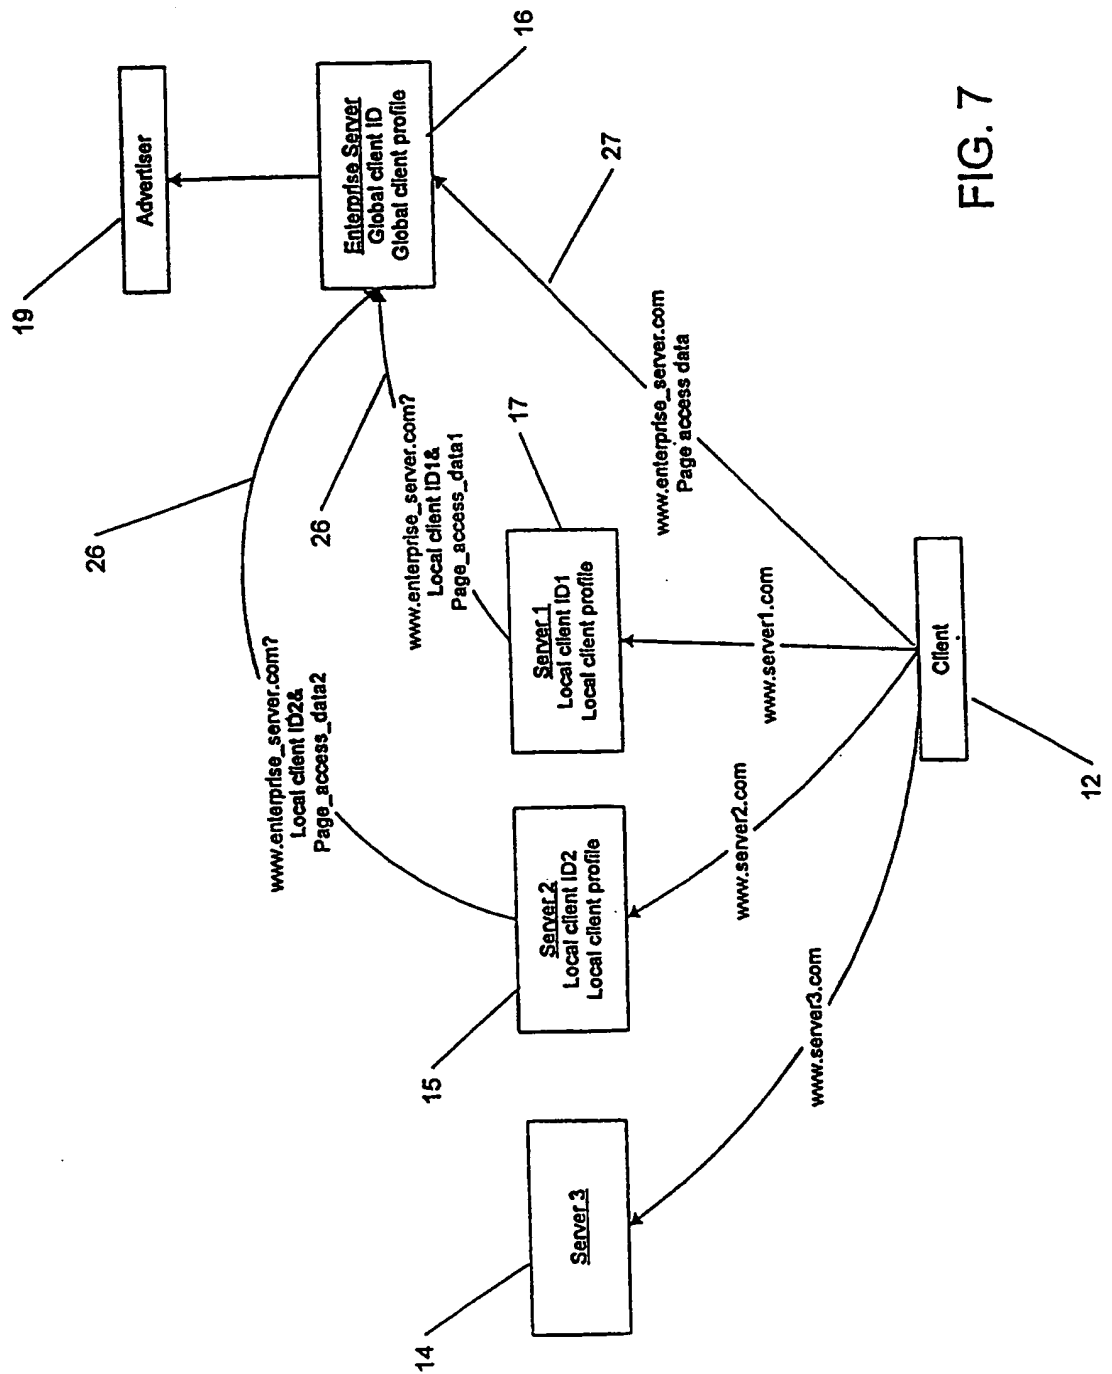 19
Advertiser
16
Enterprise Server
Global client ID
Global client profile
26
26
27
www.enterprise_server.com?
Local client ID2&
Page_access_data2
www.enterprise_server.com?
Local client ID1&
Page_access_data1
www.enterprise_server.com
Page access data
14
Server 3
15
Server 2
Local client ID2
Local client profile
17
Server 1
Local client ID1
Local client profile
www.server3.com
www.server2.com
www.server1.com
12
Client
FIG. 7